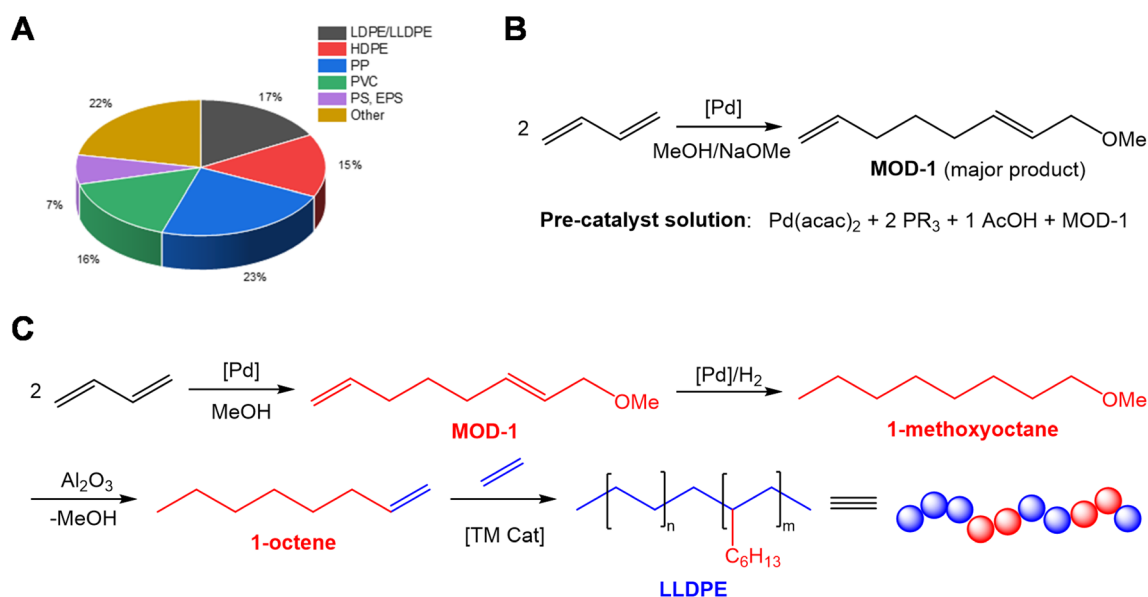 A
LDPE/LLDPE
HDPE
PP
PVC
PS, EPS
Other
22%
17%
15%
7%
16%
23%
B
2
[Pd]
MeOH/NaOMe
OMe
MOD-1 (major product)
Pre-catalyst solution: Pd(acac)₂ + 2 PR₃ + 1 AcOH + MOD-1
C
2
[Pd]
MeOH
OMe
MOD-1
[Pd]/H₂
OMe
1-methoxyoctane
Al₂O₃
-MeOH
1-octene
[TM Cat]
n
m
C₆H₁₃
LLDPE